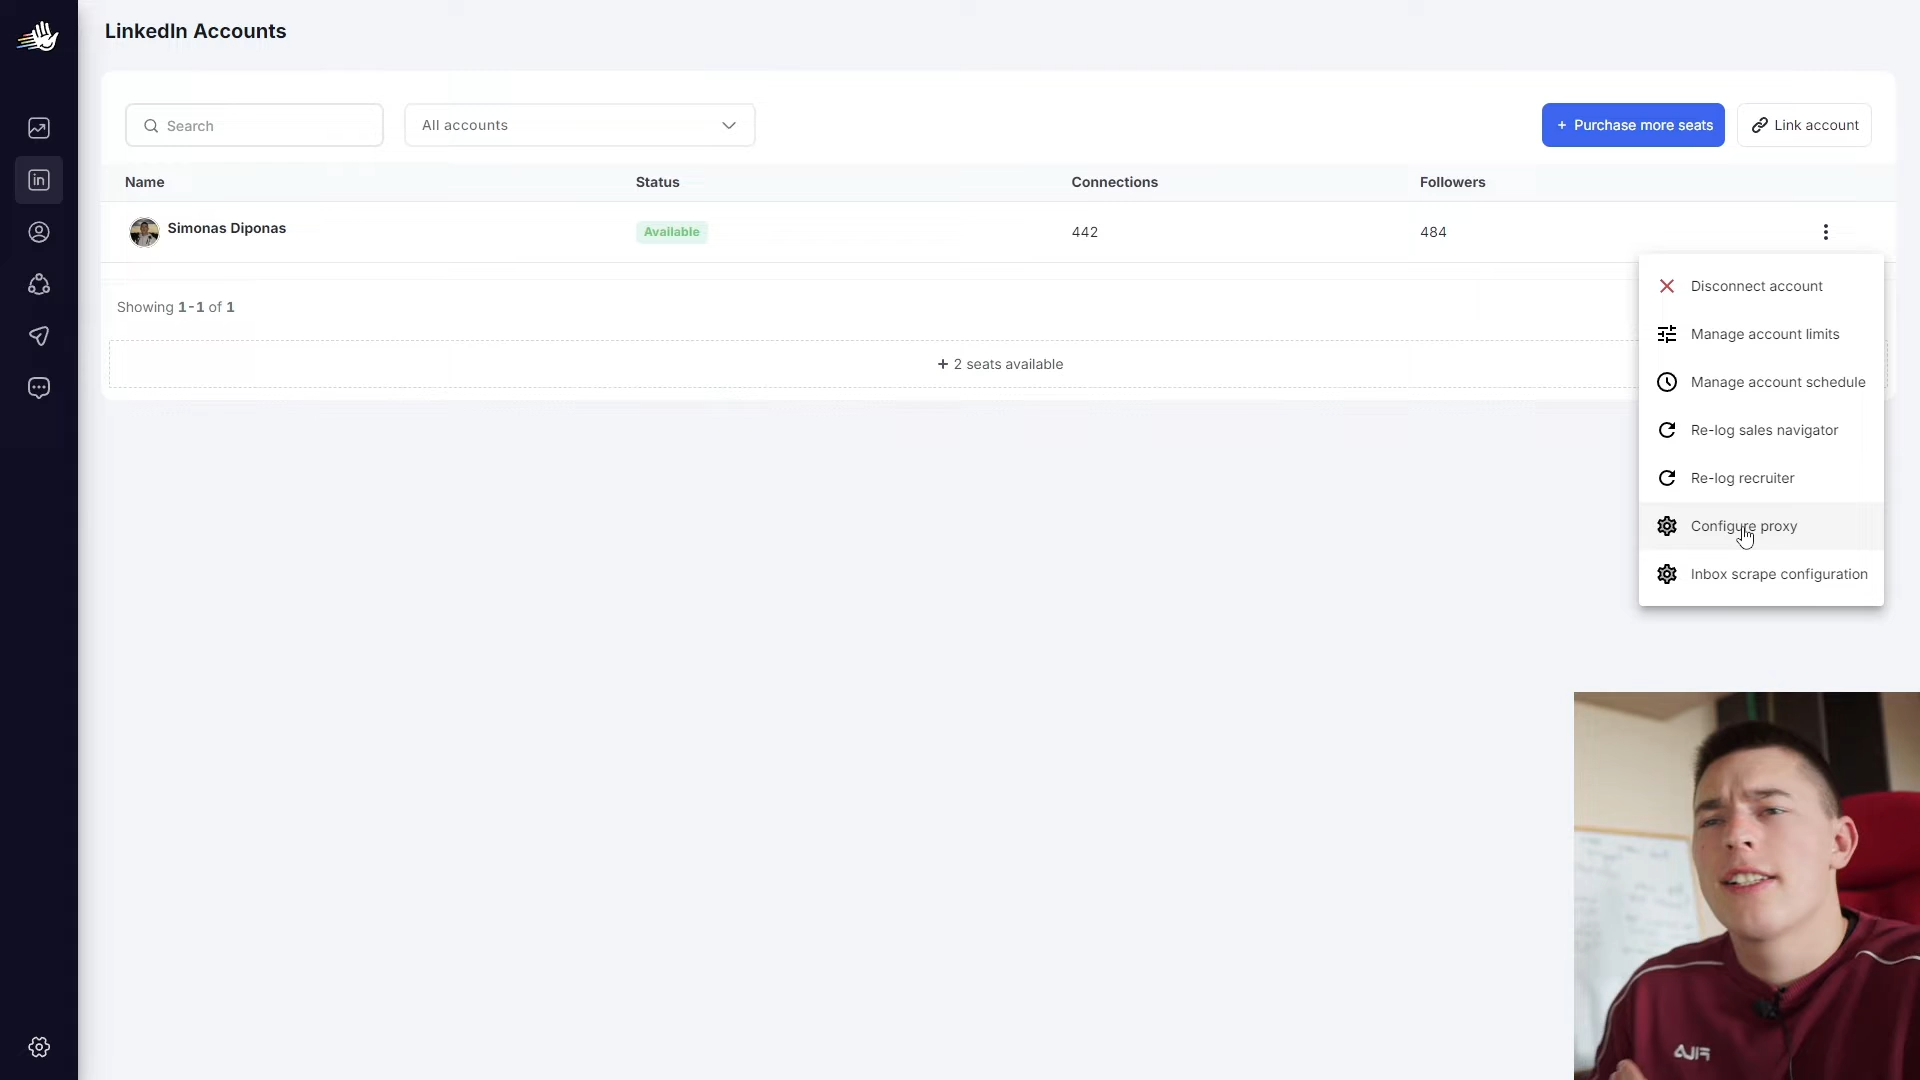 LinkedIn Accounts
Search
All accounts
+ Purchase more seats
Link account
Name Status Connections Followers
Simonas Diponas Available 442 484
Disconnect account
Showing 1-1 of 1
Manage account limits
+ 2 seats available
Manage account schedule
Re-log sales navigator
Re-log recruiter
Configure proxy
Inbox scrape configuration
in
FILA